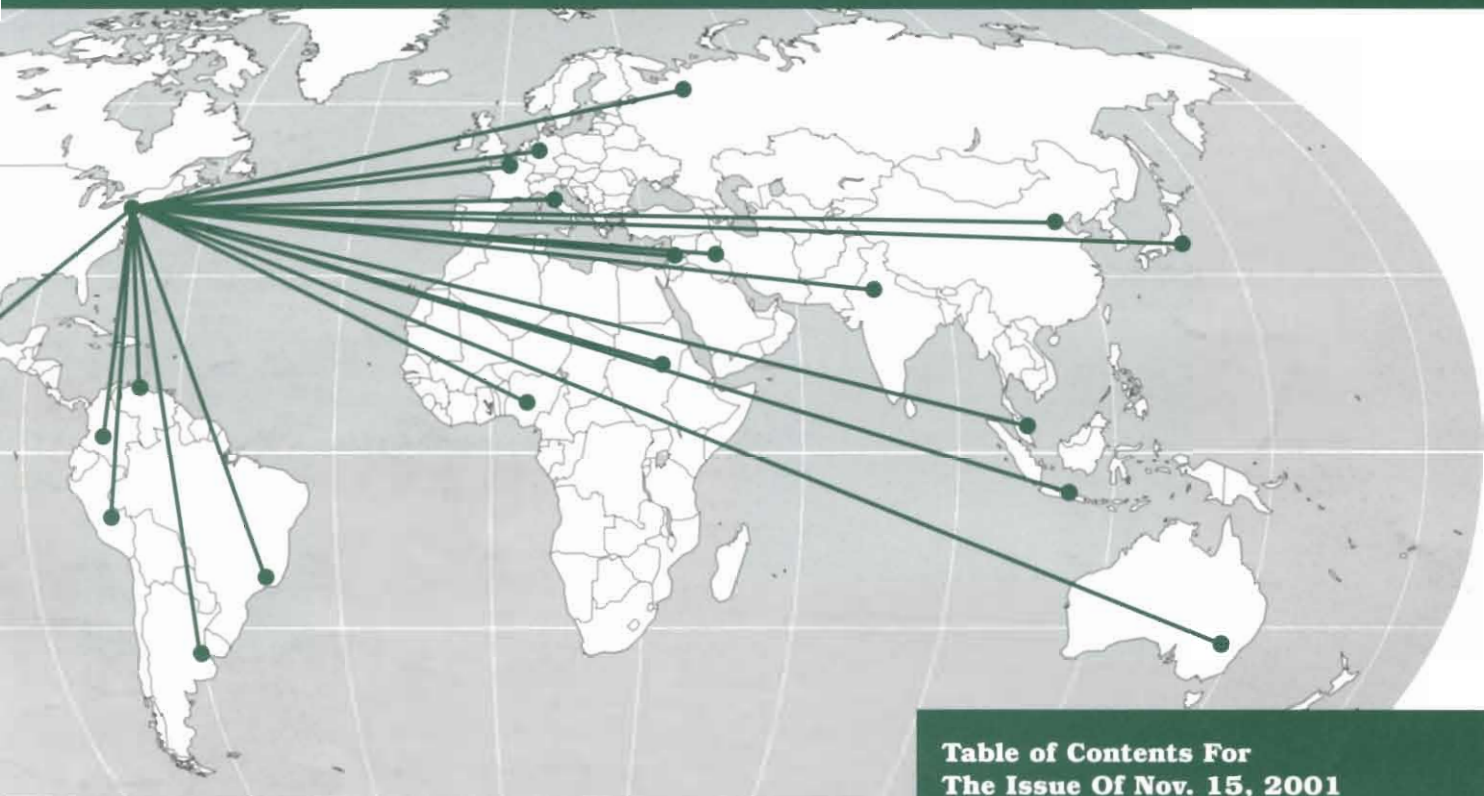 Table of Contents For
The Issue Of Nov. 15, 2001